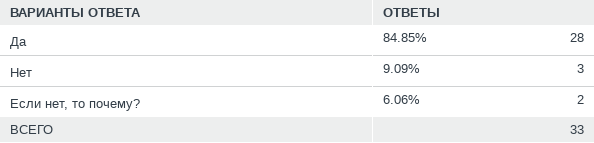 ВАРИАНТЫ ОТВЕТА ОТВЕТЫ
Да 84.85% 28
Нет 9.09% 3
Если нет, то почему? 6.06% 2
ВСЕГО 33